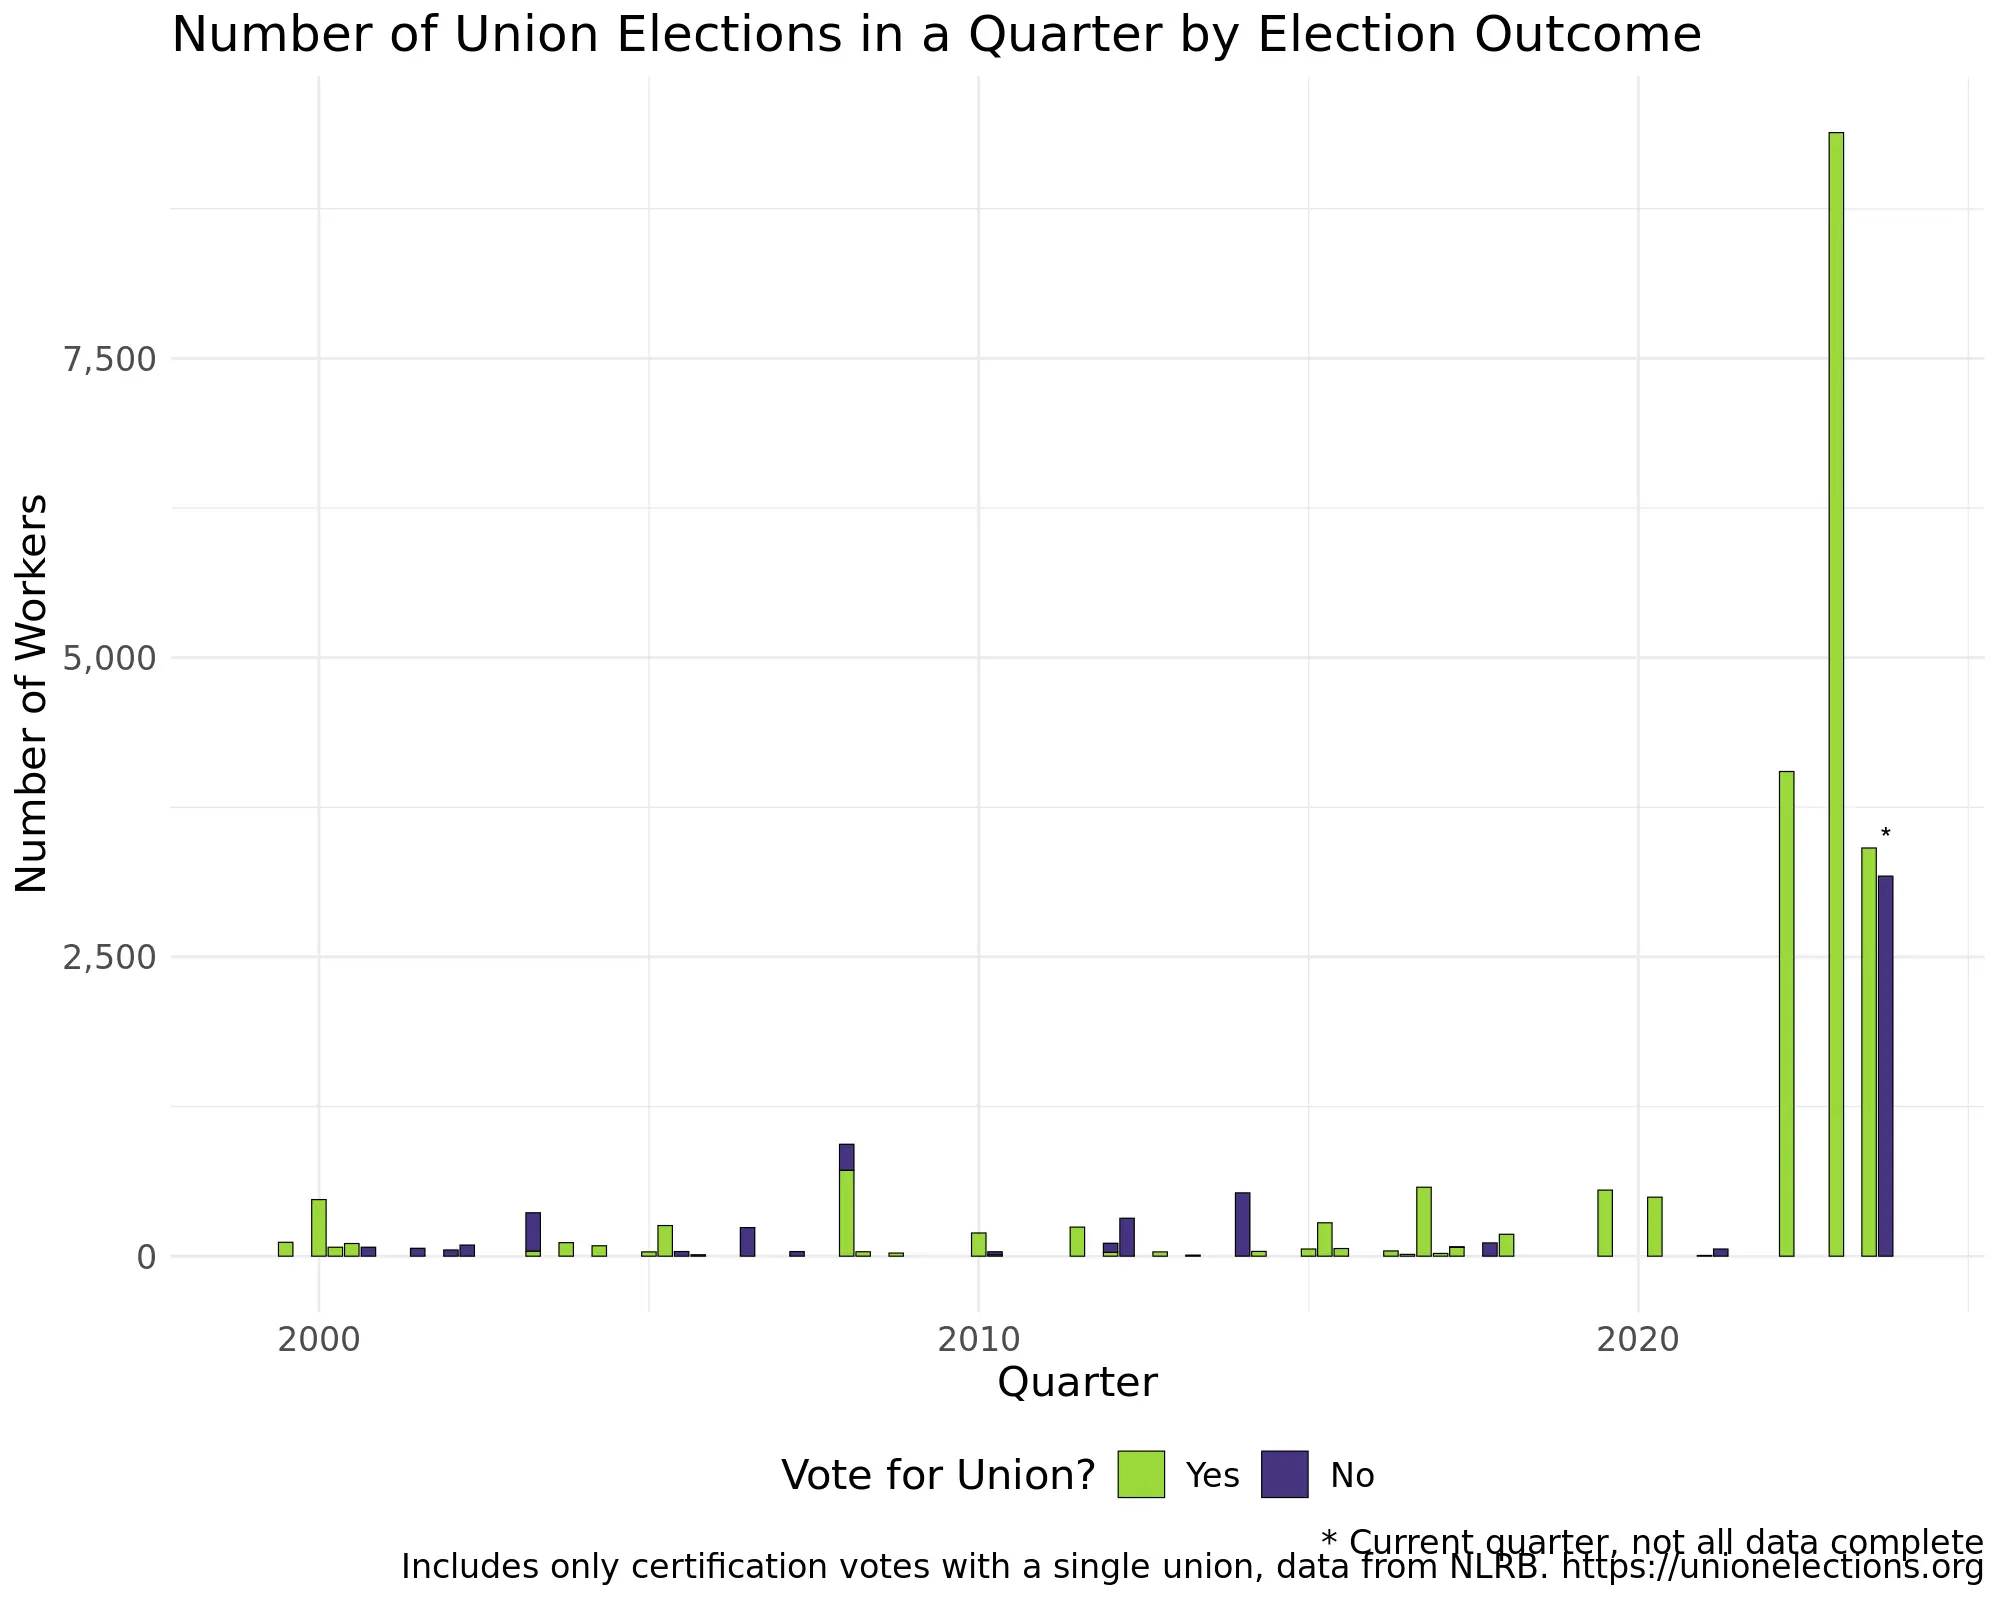 Number of Union Elections in a Quarter by Election Outcome
Number of Workers
7,500
5,000
2,500
0
*
2000 2010 2020
Quarter
Vote for Union? Yes No
* Current quarter, not all data complete
Includes only certification votes with a single union, data from NLRB. https://unionelections.org